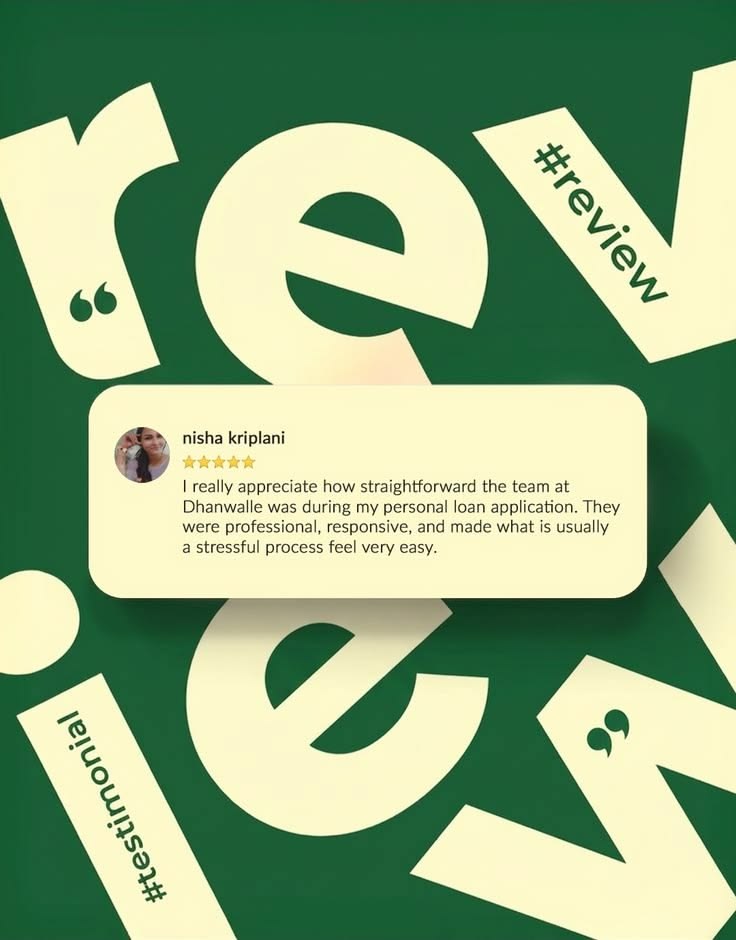 rev
#review
“
nisha kriplani
I really appreciate how straightforward the team at
Dhanwalle was during my personal loan application. They
were professional, responsive, and made what is usually
a stressful process feel very easy.
iew
”
#testimonial